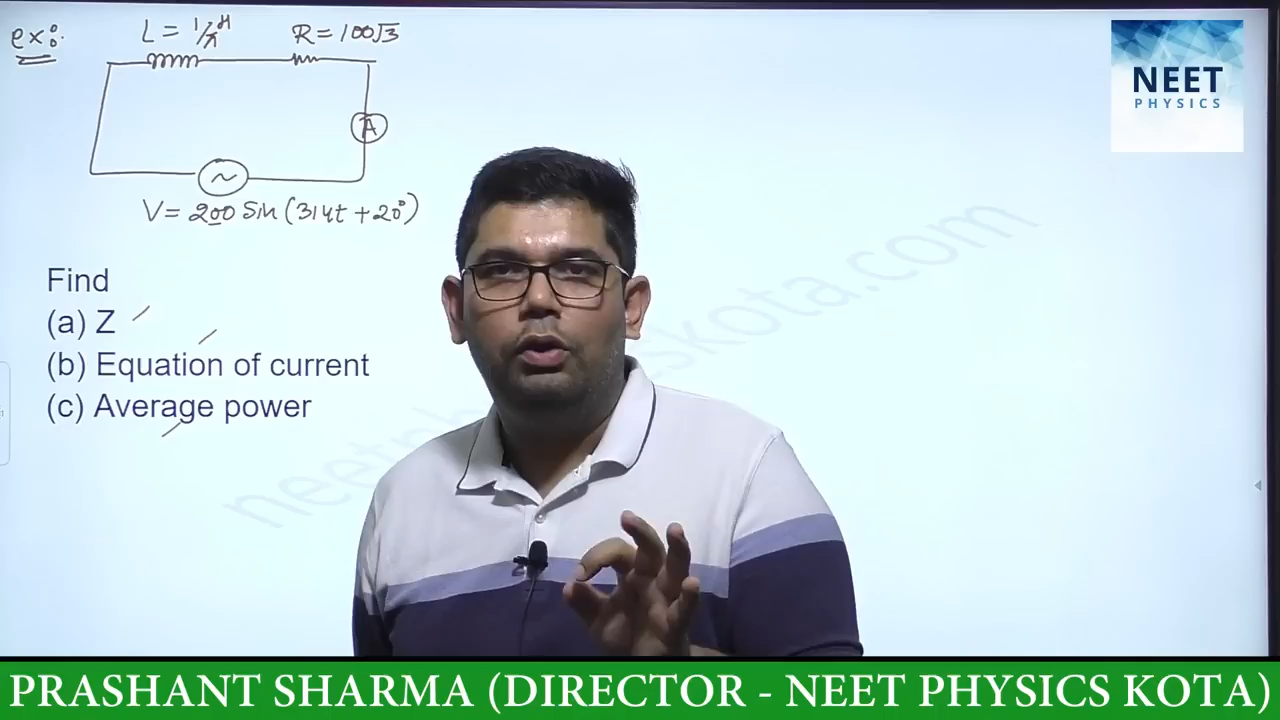 ex:
L = 1/π H R = 100√3
A
~
V = 200 Sin (314t + 20°)
Find
(a) Z
(b) Equation of current
(c) Average power
NEET
PHYSICS
PRASHANT SHARMA (DIRECTOR - NEET PHYSICS KOTA)